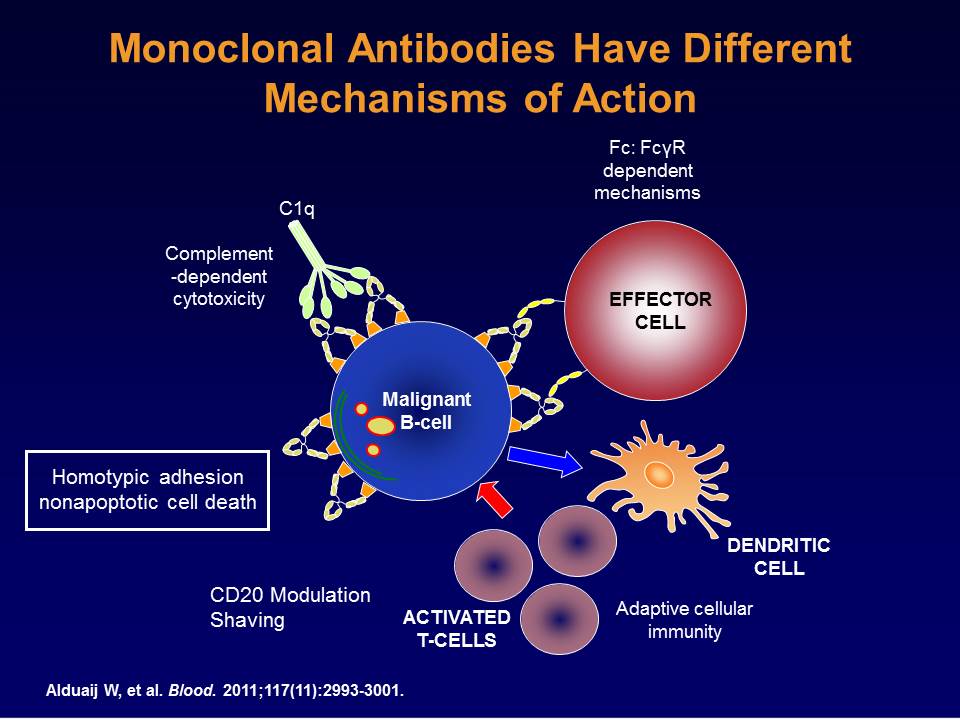 Monoclonal Antibodies Have Different
Mechanisms of Action
Fc: FcγR
dependent
mechanisms
C1q
Complement
-dependent
cytotoxicity
EFFECTOR
CELL
Malignant
B-cell
Homotypic adhesion
nonapoptotic cell death
DENDRITIC
CELL
CD20 Modulation
Shaving
ACTIVATED
T-CELLS
Adaptive cellular
immunity
Alduaij W, et al. Blood. 2011;117(11):2993-3001.